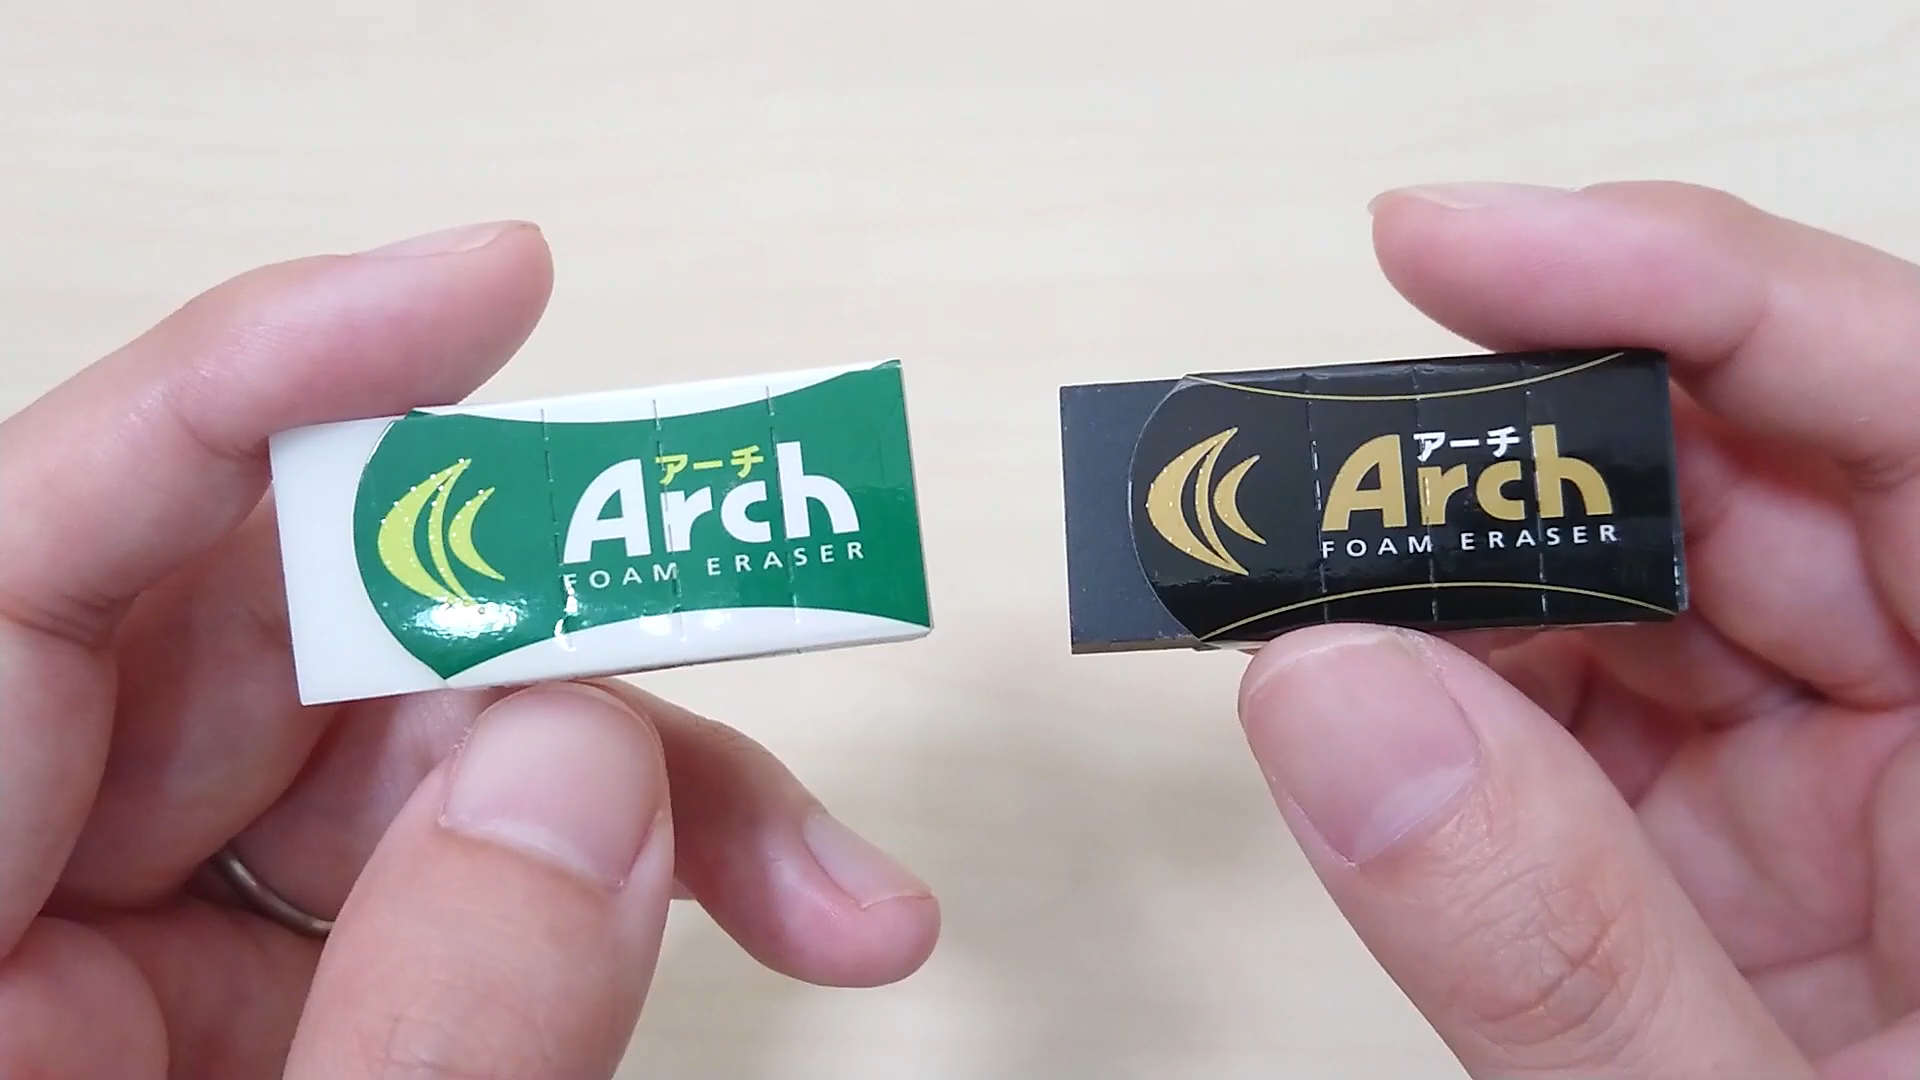 アーチ
Arch
FOAM ERASER
アーチ
Arch
FOAM ERASER